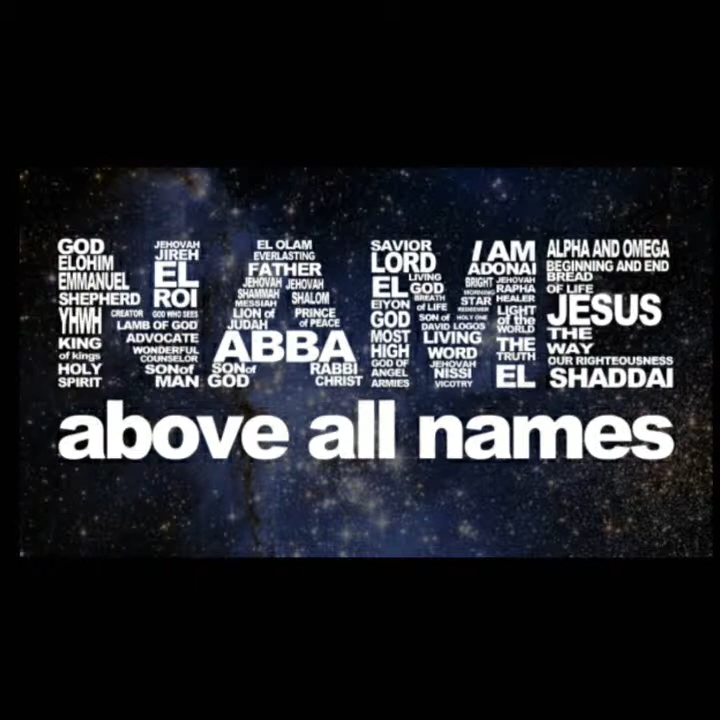 GOD
ELOHIM
EMMANUEL
SHEPHERD
YHWH
CREATOR
KING
of kings
HOLY
SPIRIT
JEHOVAH
JIREH
EL
ROI
GOD WHO SEES
LAMB OF GOD
ADVOCATE
WONDERFUL
COUNSELOR
SON of
MAN
EL OLAM
EVERLASTING
FATHER
JEHOVAH JEHOVAH
SHAMMAH SHALOM
MESSIAH
LION of PRINCE
JUDAH of PEACE
ABBA
SON of RABBI
GOD CHRIST
SAVIOR
LORD
EL
ElYON
GOD
MOST
HIGH
GOD OF
ANGEL
ARMIES
LIVING
GOD
BREATH
of LIFE
SON of
DAVID
LOGOS
LIVING
WORD
JEHOVAH
NISSI
VICOTRY
I AM
ADONAI
BRIGHT JEHOVAH
MORNING RAPHA
STAR HEALER
REDEEMER
HOLY ONE
LIGHT
of the
WORLD
THE
TRUTH
EL
ALPHA AND OMEGA
BEGINNING AND END
BREAD
OF LIFE
JESUS
THE
WAY
OUR RIGHTEOUSNESS
SHADDAI
above all names